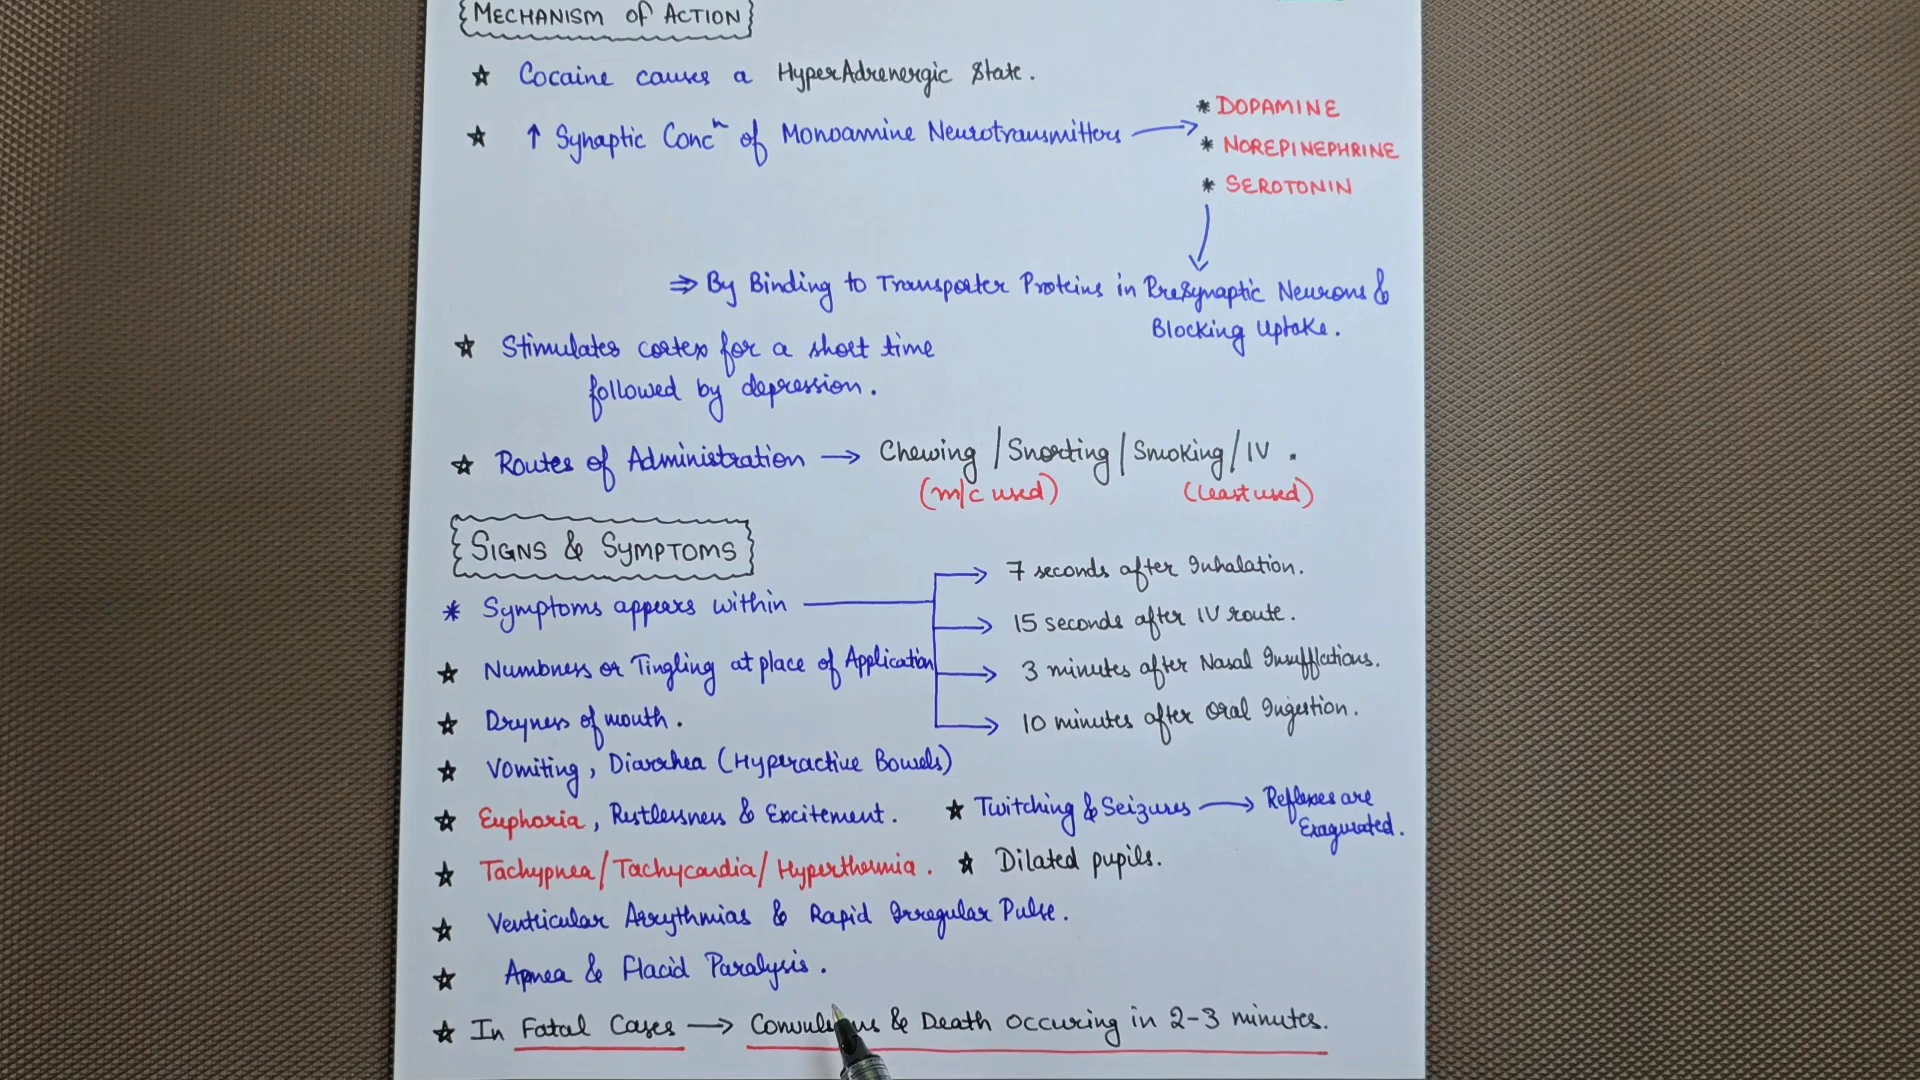 MECHANISM of ACTION
☆ Cocaine causes a HyperAdrenergic State.
☆ ↑ Synaptic Concⁿ of Monoamine Neurotransmitters →
* DOPAMINE
* NOREPINEPHRINE
* SEROTONIN
⇒ By Binding to Transporter Proteins in PreSynaptic Neurons &
Blocking Uptake.
☆ Stimulates cortex for a short time
followed by depression.
☆ Routes of Administration → Chewing / Snorting / Smoking / IV .
(m/c used) (least used)
SIGNS & SYMPTOMS
* Symptoms appears within
→ 7 seconds after Inhalation.
→ 15 seconds after IV route.
→ 3 minutes after Nasal Insufflations.
→ 10 minutes after Oral Ingestion.
☆ Numbness or Tingling at place of Application
☆ Dryness of mouth.
☆ Vomiting, Diarrhea (Hyperactive Bowels)
☆ Euphoria, Restlessness & Excitement. ☆ Twitching & Seizures → Reflexes are
Exagurated.
☆ Tachypnea/Tachycardia/Hyperthermia. ☆ Dilated pupils.
☆ Ventricular Arrythmias & Rapid Irregular Pulse.
☆ Apnea & Flacid Paralysis.
☆ In Fatal Cases → & Death occuring in 2-3 minutes.